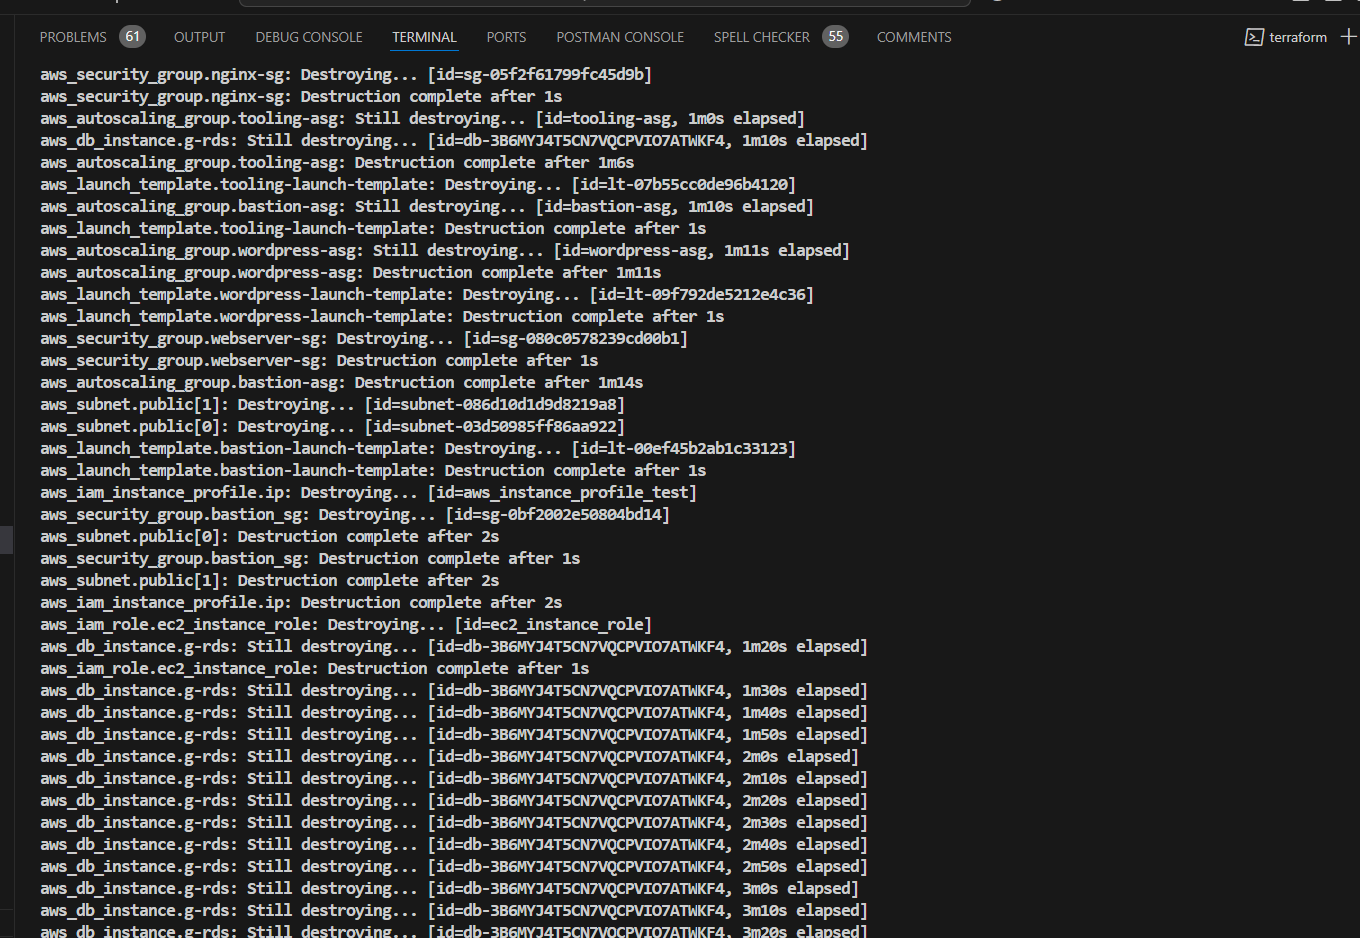 PROBLEMS 61 OUTPUT DEBUG CONSOLE TERMINAL PORTS POSTMAN CONSOLE SPELL CHECKER 55 COMMENTS terraform
aws_security_group.nginx-sg: Destroying... [id=sg-05f2f61799fc45d9b]
aws_security_group.nginx-sg: Destruction complete after 1s
aws_autoscaling_group.tooling-asg: Still destroying... [id=tooling-asg, 1m0s elapsed]
aws_db_instance.g-rds: Still destroying... [id=db-3B6MYJ4T5CN7VQCPVIO7ATWKF4, 1m10s elapsed]
aws_autoscaling_group.tooling-asg: Destruction complete after 1m6s
aws_launch_template.tooling-launch-template: Destroying... [id=lt-07b55cc0de96b4120]
aws_autoscaling_group.bastion-asg: Still destroying... [id=bastion-asg, 1m10s elapsed]
aws_launch_template.tooling-launch-template: Destruction complete after 1s
aws_autoscaling_group.wordpress-asg: Still destroying... [id=wordpress-asg, 1m11s elapsed]
aws_autoscaling_group.wordpress-asg: Destruction complete after 1m11s
aws_launch_template.wordpress-launch-template: Destroying... [id=lt-09f792de5212e4c36]
aws_launch_template.wordpress-launch-template: Destruction complete after 1s
aws_security_group.webserver-sg: Destroying... [id=sg-080c0578239cd00b1]
aws_security_group.webserver-sg: Destruction complete after 1s
aws_autoscaling_group.bastion-asg: Destruction complete after 1m14s
aws_subnet.public[1]: Destroying... [id=subnet-086d10d1d9d8219a8]
aws_subnet.public[0]: Destroying... [id=subnet-03d50985ff86aa922]
aws_launch_template.bastion-launch-template: Destroying... [id=lt-00ef45b2ab1c33123]
aws_launch_template.bastion-launch-template: Destruction complete after 1s
aws_iam_instance_profile.ip: Destroying... [id=aws_instance_profile_test]
aws_security_group.bastion_sg: Destroying... [id=sg-0bf2002e50804bd14]
aws_subnet.public[0]: Destruction complete after 2s
aws_security_group.bastion_sg: Destruction complete after 1s
aws_subnet.public[1]: Destruction complete after 2s
aws_iam_instance_profile.ip: Destruction complete after 2s
aws_iam_role.ec2_instance_role: Destroying... [id=ec2_instance_role]
aws_db_instance.g-rds: Still destroying... [id=db-3B6MYJ4T5CN7VQCPVIO7ATWKF4, 1m20s elapsed]
aws_iam_role.ec2_instance_role: Destruction complete after 1s
aws_db_instance.g-rds: Still destroying... [id=db-3B6MYJ4T5CN7VQCPVIO7ATWKF4, 1m30s elapsed]
aws_db_instance.g-rds: Still destroying... [id=db-3B6MYJ4T5CN7VQCPVIO7ATWKF4, 1m40s elapsed]
aws_db_instance.g-rds: Still destroying... [id=db-3B6MYJ4T5CN7VQCPVIO7ATWKF4, 1m50s elapsed]
aws_db_instance.g-rds: Still destroying... [id=db-3B6MYJ4T5CN7VQCPVIO7ATWKF4, 2m0s elapsed]
aws_db_instance.g-rds: Still destroying... [id=db-3B6MYJ4T5CN7VQCPVIO7ATWKF4, 2m10s elapsed]
aws_db_instance.g-rds: Still destroying... [id=db-3B6MYJ4T5CN7VQCPVIO7ATWKF4, 2m20s elapsed]
aws_db_instance.g-rds: Still destroying... [id=db-3B6MYJ4T5CN7VQCPVIO7ATWKF4, 2m30s elapsed]
aws_db_instance.g-rds: Still destroying... [id=db-3B6MYJ4T5CN7VQCPVIO7ATWKF4, 2m40s elapsed]
aws_db_instance.g-rds: Still destroying... [id=db-3B6MYJ4T5CN7VQCPVIO7ATWKF4, 2m50s elapsed]
aws_db_instance.g-rds: Still destroying... [id=db-3B6MYJ4T5CN7VQCPVIO7ATWKF4, 3m0s elapsed]
aws_db_instance.g-rds: Still destroying... [id=db-3B6MYJ4T5CN7VQCPVIO7ATWKF4, 3m10s elapsed]
aws_db_instance.g-rds: Still destroying... [id=db-3B6MYJ4T5CN7VQCPVIO7ATWKF4, 3m20s elapsed]